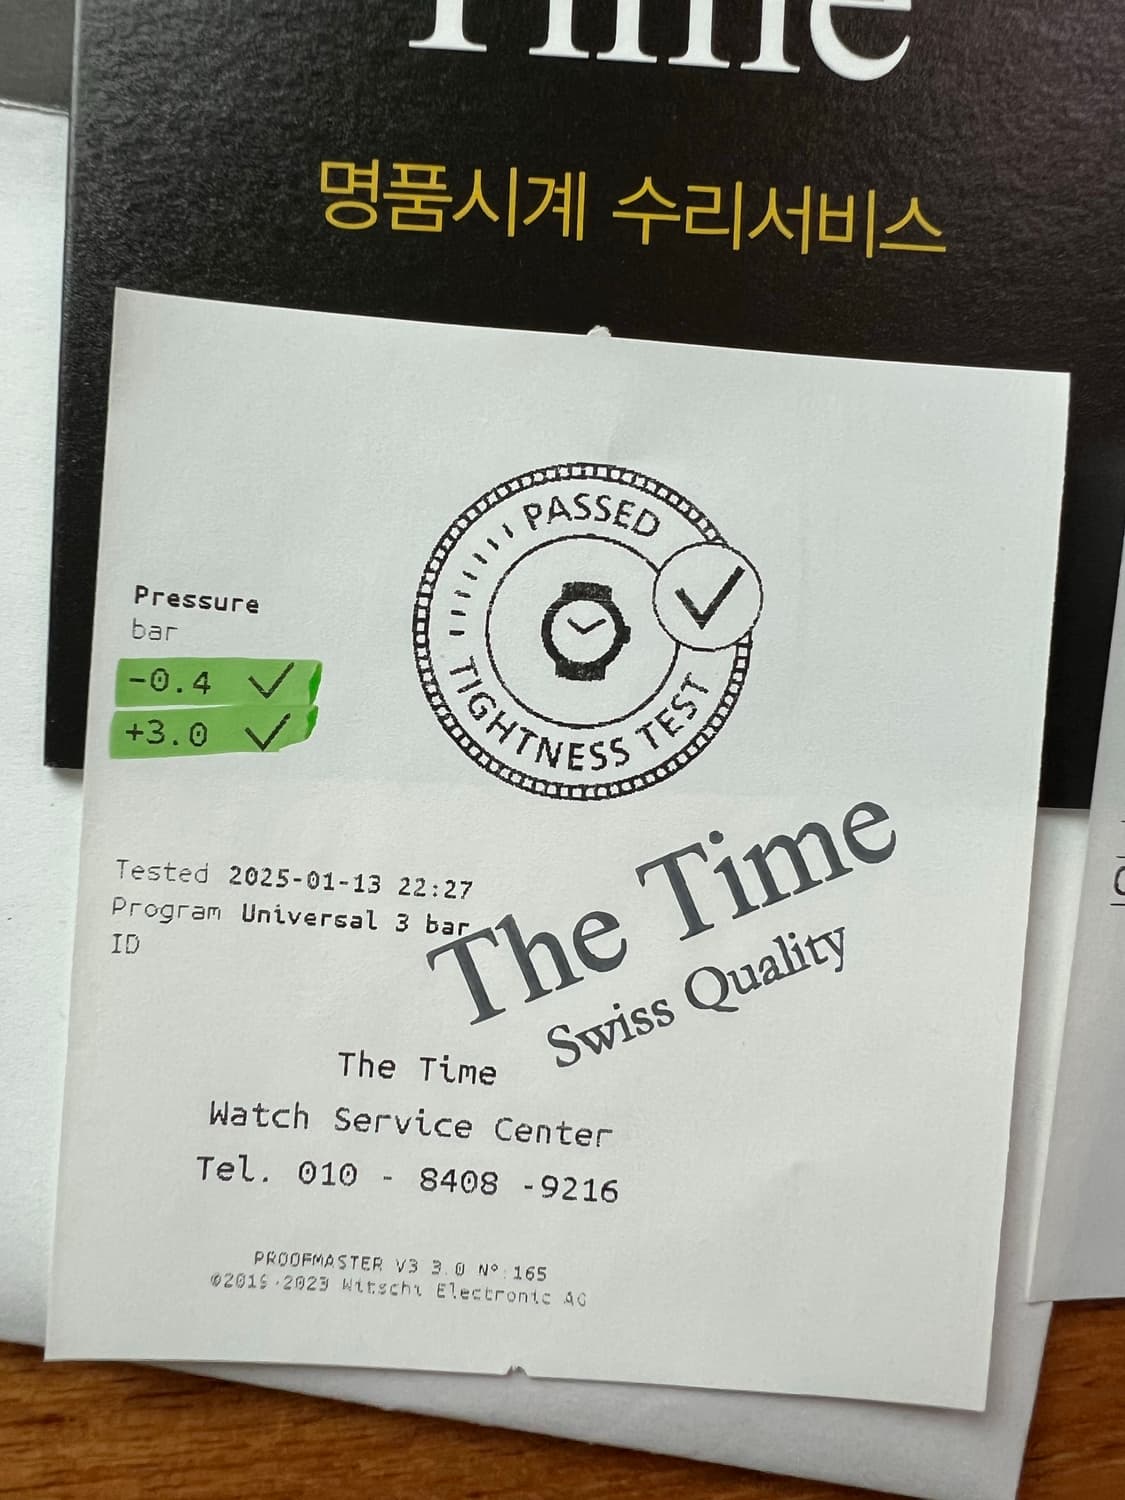 Time
명품시계 수리서비스
PASSED
TIGHTNESS TEST
Pressure
bar
-0.4 ✓
+3.0 ✓
Tested 2025-01-13 22:27
Program Universal 3 bar
ID
The Time
Swiss Quality
The Time
Watch Service Center
Tel. 010 - 8408 -9216
PROOFMASTER V3 3.0 Nº 165
Witschi Electronic AG